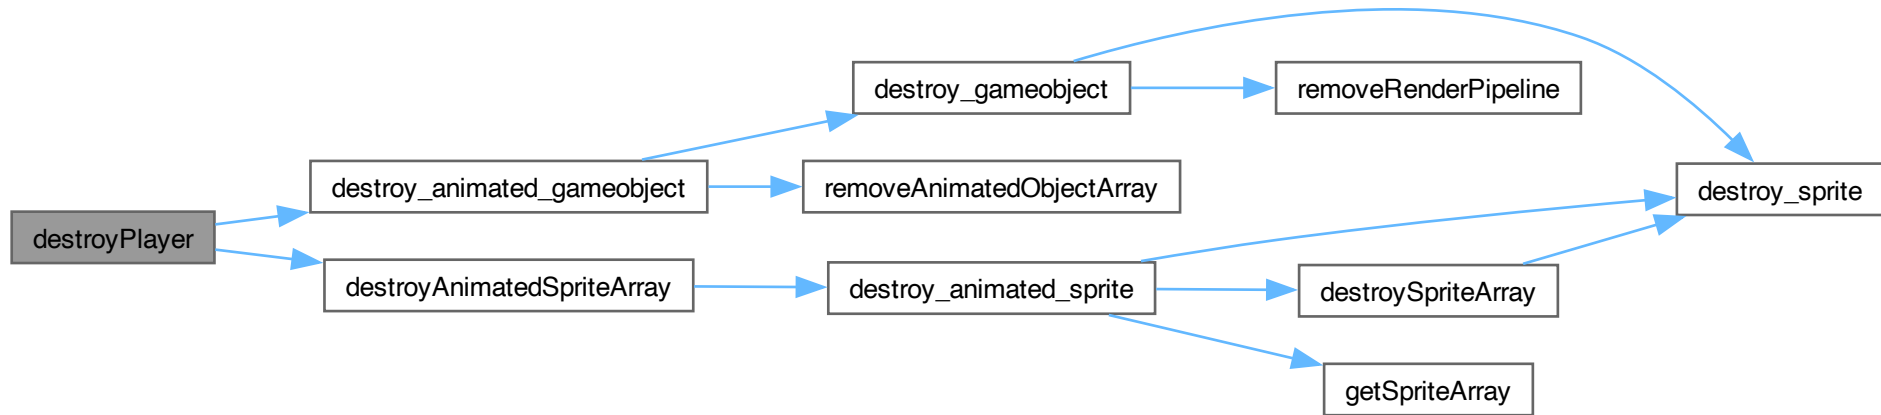 destroyPlayer
destroy_animated_gameobject
destroyAnimatedSpriteArray
destroy_gameobject
removeAnimatedObjectArray
destroy_animated_sprite
removeRenderPipeline
destroySpriteArray
getSpriteArray
destroy_sprite